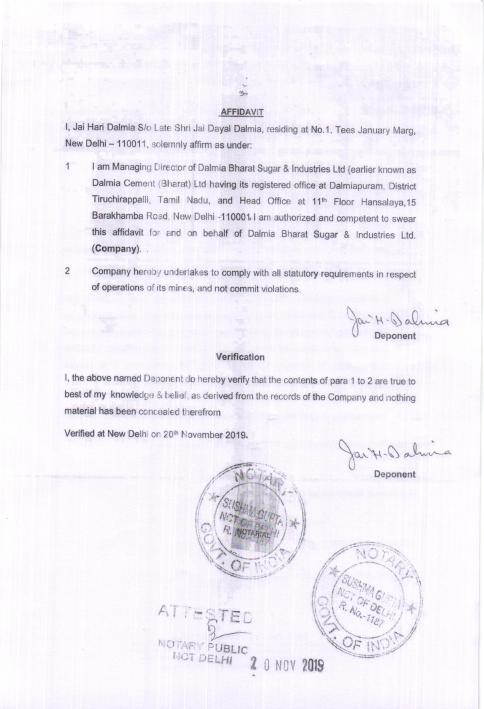 3
AFFIDAVIT
I, Jai Hari Dalmia S/o Late Shri Jai Dayal Dalmia, residing at No.1, Tees January Marg,
New Delhi – 110011, solemnly affirm as under:
1 I am Managing Director of Dalmia Bharat Sugar & Industries Ltd (earlier known as
Dalmia Cement (Bharat) Ltd having its registered office at Dalmiapuram, District
Tiruchirappalli, Tamil Nadu, and Head Office at 11th Floor Hansalaya,15
Barakhamba Road, New Delhi -110001.I am authorized and competent to swear
this affidavit for and on behalf of Dalmia Bharat Sugar & Industries Ltd.
(Company).
2 Company hereby undertakes to comply with all statutory requirements in respect
of operations of its mines, and not commit violations.
Jai H. Dalmia
Deponent
Verification
I, the above named Deponent do hereby verify that the contents of para 1 to 2 are true to
best of my knowledge & belief, as derived from the records of the Company and nothing
material has been concealed therefrom
Verified at New Delhi on 20th November 2019.
Jai H. Dalmia
Deponent
NOTARY
SUSHMA GUPTA
NCT OF DELHI
GOVT. OF INDIA
NOTARY
SUSHMA GUPTA
NCT OF DELHI
R. No.-1187
GOVT. OF INDIA
ATTESTED
NOTARY PUBLIC
NCT DELHI
20 NOV 2019